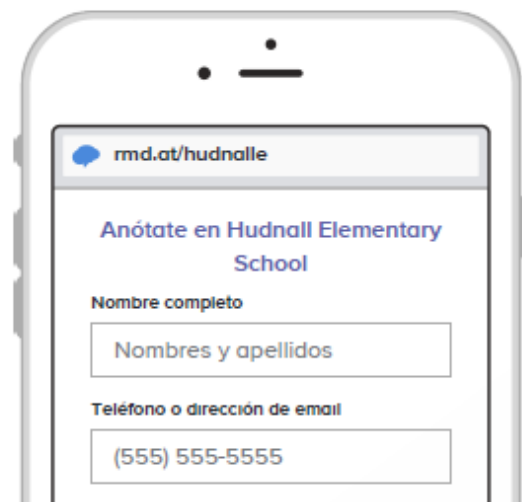 rmd.at/hudnalle
Anótate en Hudnall Elementary
School
Nombre completo
Nombres y apellidos
Teléfono o dirección de email
(555) 555-5555